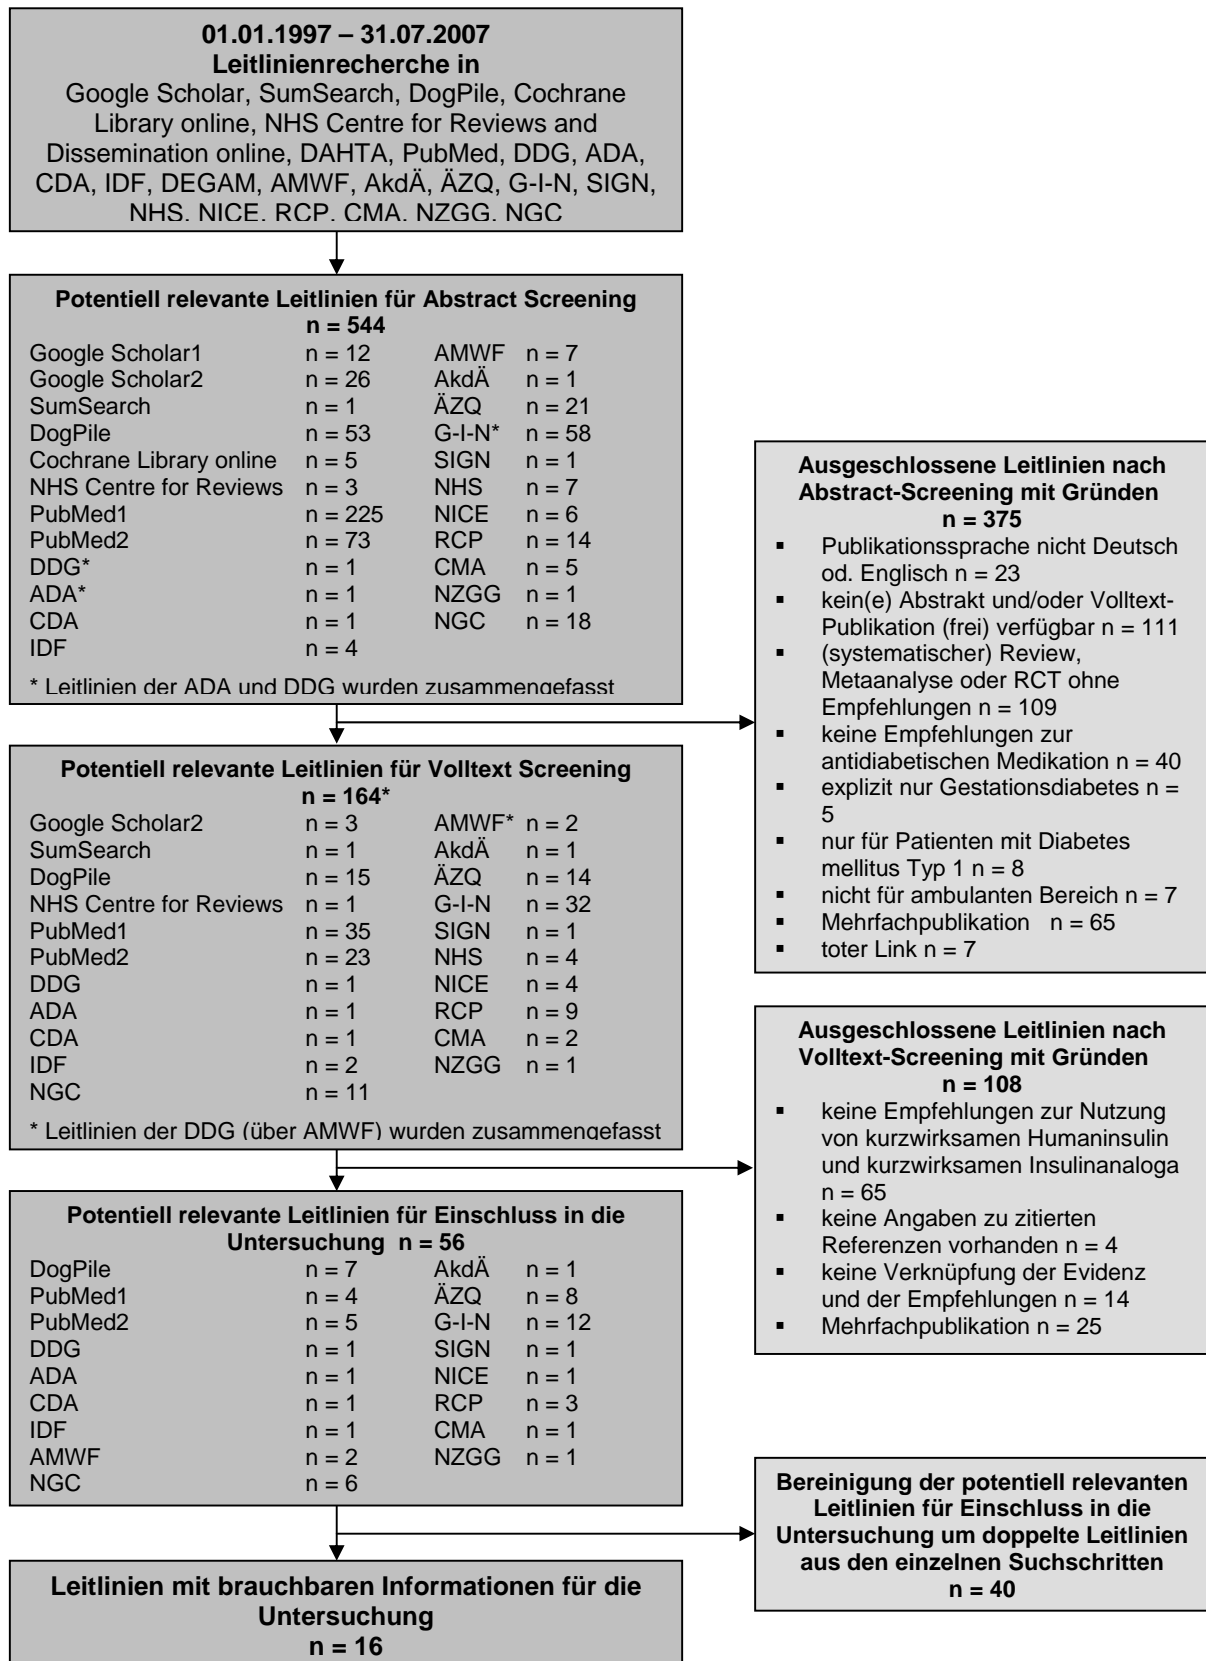 01.01.1997 – 31.07.2007
Leitlinienrecherche in
Google Scholar, SumSearch, DogPile, Cochrane
Library online, NHS Centre for Reviews and
Dissemination online, DAHTA, PubMed, DDG, ADA,
CDA, IDF, DEGAM, AMWF, AkdÄ, ÄZQ, G-I-N, SIGN,
NHS, NICE, RCP, CMA, NZGG, NGC
Potentiell relevante Leitlinien für Abstract Screening
n = 544
Google Scholar1 n = 12 AMWF n = 7
Google Scholar2 n = 26 AkdÄ n = 1
SumSearch n = 1 ÄZQ n = 21
DogPile n = 53 G-I-N* n = 58
Cochrane Library online n = 5 SIGN n = 1
NHS Centre for Reviews n = 3 NHS n = 7
PubMed1 n = 225 NICE n = 6
PubMed2 n = 73 RCP n = 14
DDG* n = 1 CMA n = 5
ADA* n = 1 NZGG n = 1
CDA n = 1 NGC n = 18
IDF n = 4
* Leitlinien der ADA und DDG wurden zusammengefasst
Ausgeschlossene Leitlinien nach
Abstract-Screening mit Gründen
n = 375
▪ Publikationssprache nicht Deutsch
od. Englisch n = 23
▪ kein(e) Abstrakt und/oder Volltext-
Publikation (frei) verfügbar n = 111
▪ (systematischer) Review,
Metaanalyse oder RCT ohne
Empfehlungen n = 109
▪ keine Empfehlungen zur
antidiabetischen Medikation n = 40
▪ explizit nur Gestationsdiabetes n =
5
▪ nur für Patienten mit Diabetes
mellitus Typ 1 n = 8
▪ nicht für ambulanten Bereich n = 7
▪ Mehrfachpublikation n = 65
▪ toter Link n = 7
Potentiell relevante Leitlinien für Volltext Screening
n = 164*
Google Scholar2 n = 3 AMWF* n = 2
SumSearch n = 1 AkdÄ n = 1
DogPile n = 15 ÄZQ n = 14
NHS Centre for Reviews n = 1 G-I-N n = 32
PubMed1 n = 35 SIGN n = 1
PubMed2 n = 23 NHS n = 4
DDG n = 1 NICE n = 4
ADA n = 1 RCP n = 9
CDA n = 1 CMA n = 2
IDF n = 2 NZGG n = 1
NGC n = 11
* Leitlinien der DDG (über AMWF) wurden zusammengefasst
Ausgeschlossene Leitlinien nach
Volltext-Screening mit Gründen
n = 108
▪ keine Empfehlungen zur Nutzung
von kurzwirksamen Humaninsulin
und kurzwirksamen Insulinanaloga
n = 65
▪ keine Angaben zu zitierten
Referenzen vorhanden n = 4
▪ keine Verknüpfung der Evidenz
und der Empfehlungen n = 14
▪ Mehrfachpublikation n = 25
Potentiell relevante Leitlinien für Einschluss in die
Untersuchung n = 56
DogPile n = 7 AkdÄ n = 1
PubMed1 n = 4 ÄZQ n = 8
PubMed2 n = 5 G-I-N n = 12
DDG n = 1 SIGN n = 1
ADA n = 1 NICE n = 1
CDA n = 1 RCP n = 3
IDF n = 1 CMA n = 1
AMWF n = 2 NZGG n = 1
NGC n = 6
Bereinigung der potentiell relevanten
Leitlinien für Einschluss in die
Untersuchung um doppelte Leitlinien
aus den einzelnen Suchschritten
n = 40
Leitlinien mit brauchbaren Informationen für die
Untersuchung
n = 16